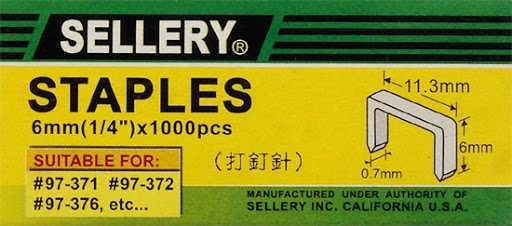 SELLERY®
STAPLES
6mm(1/4")x1000pcs
SUITABLE FOR:
#97-371 #97-372
#97-376, etc...
(打釘針)
11.3mm
6mm
0.7mm
MANUFACTURED UNDER AUTHORITY OF
SELLERY INC. CALIFORNIA U.S.A.